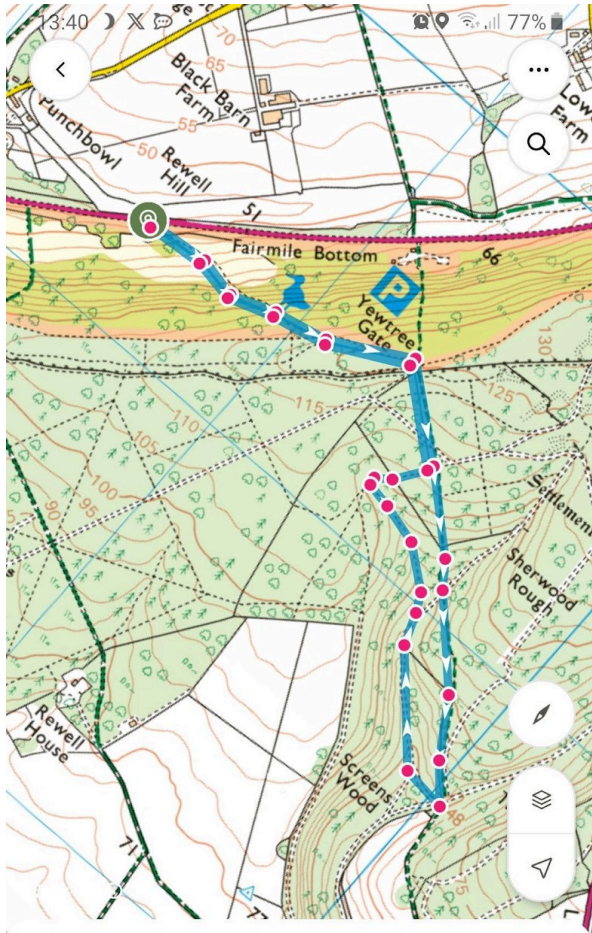 13:40
77%
70
65
Black Barn
Farm
Low
Farm
Punchbowl
55
50
Rewell
Hill
51
Fairmile Bottom
66
P
Yewtree
Gate
130
115
125
110
105
100
95
90
Settlement
Sherwood
Rough
Rewell
House
Screens
Wood
48
71